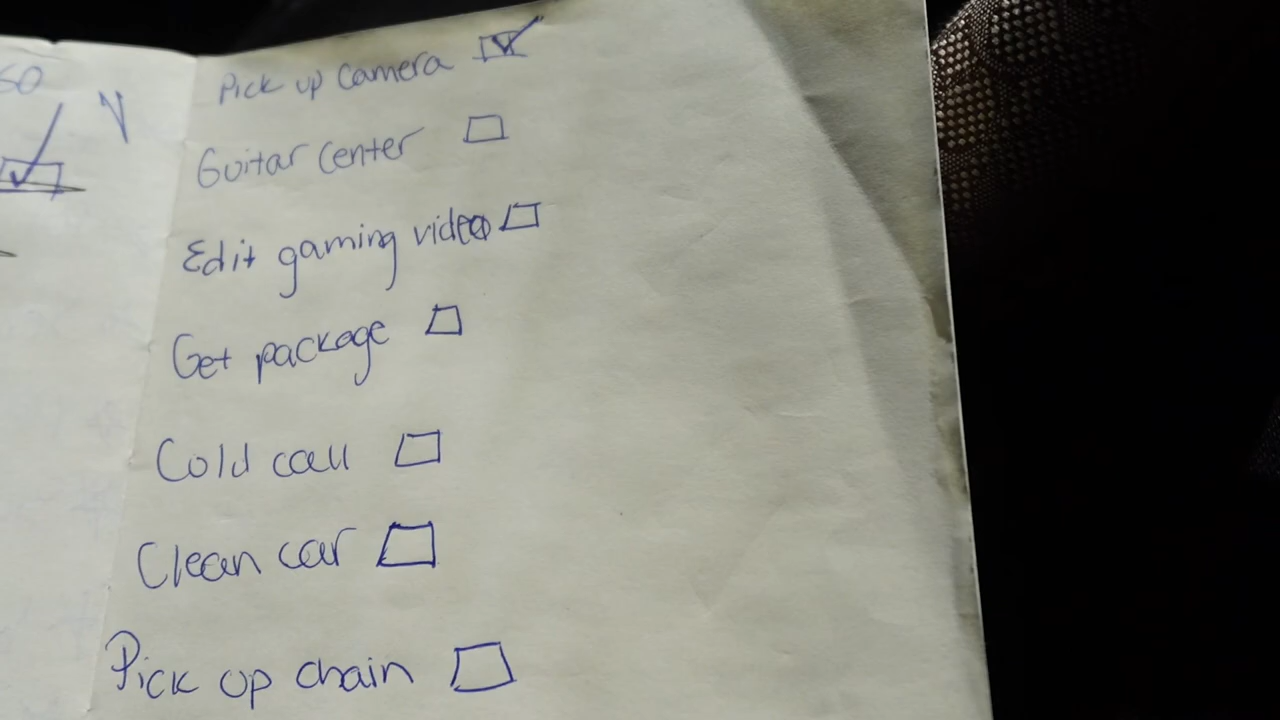 Pick up Camera
Guitar Center
Edit gaming video
Get package
Cold call
Clean car
Pick up chain